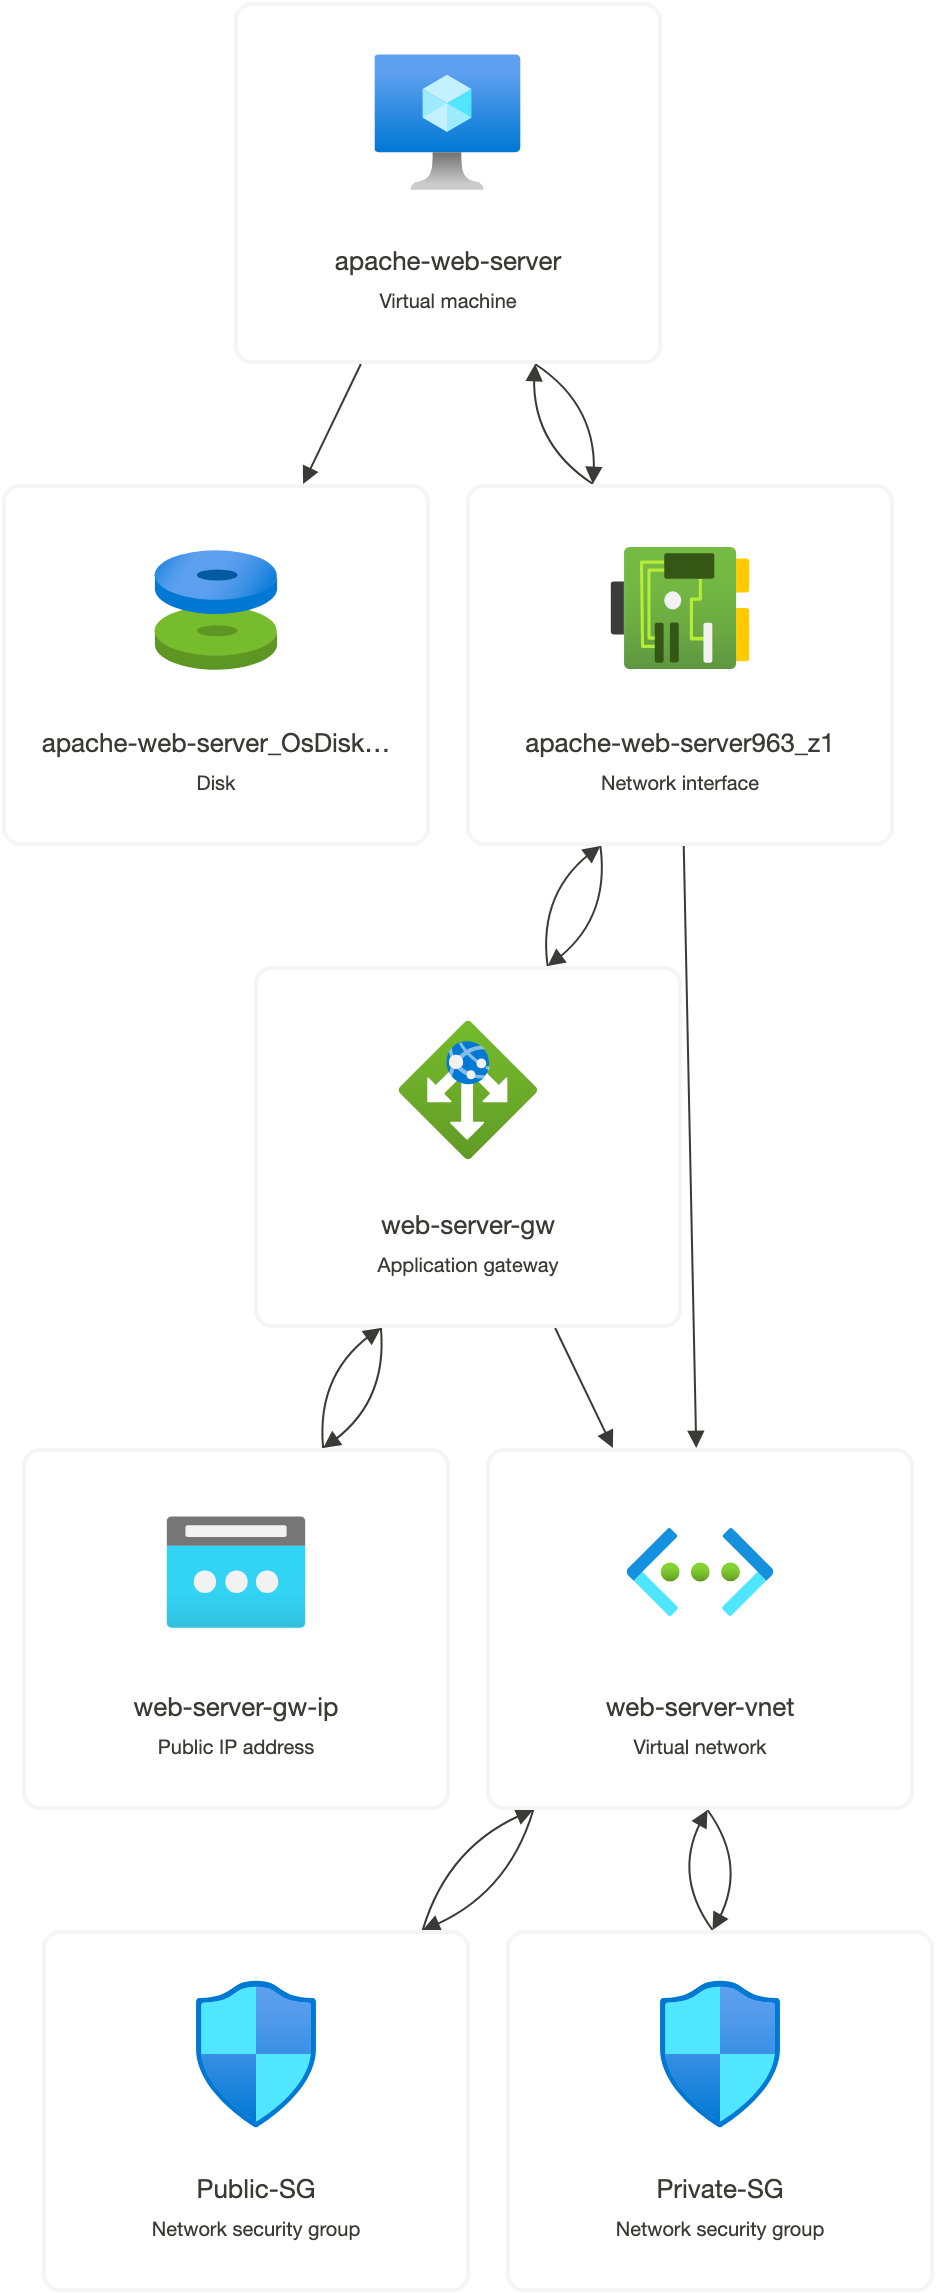 apache-web-server
Virtual machine
apache-web-server_OsDisk...
Disk
apache-web-server963_z1
Network interface
web-server-gw
Application gateway
web-server-gw-ip
Public IP address
web-server-vnet
Virtual network
Public-SG
Network security group
Private-SG
Network security group